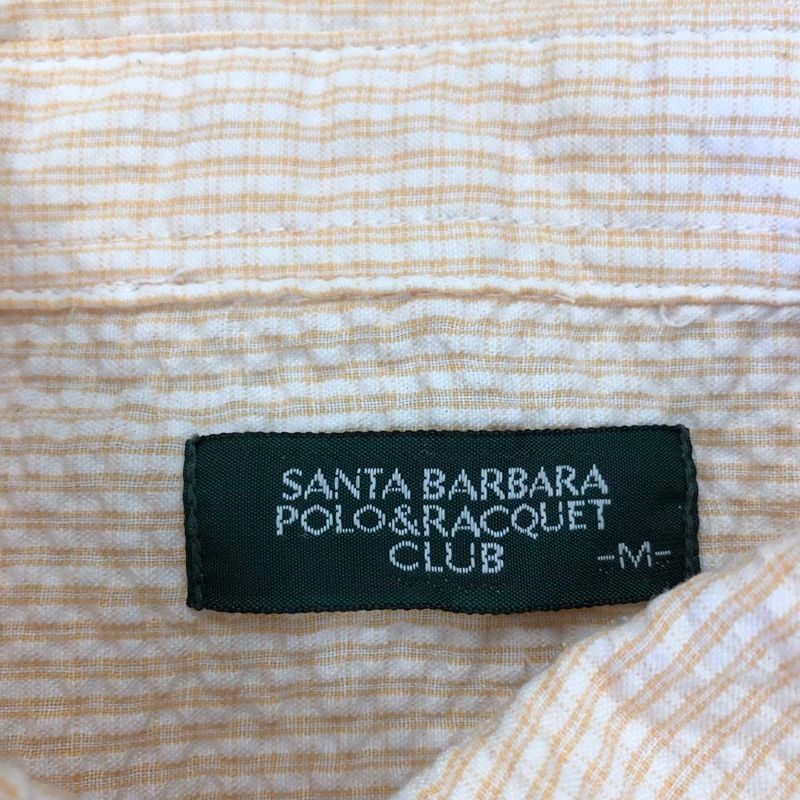 SANTA BARBARA
POLO&RACQUET
CLUB
-M-